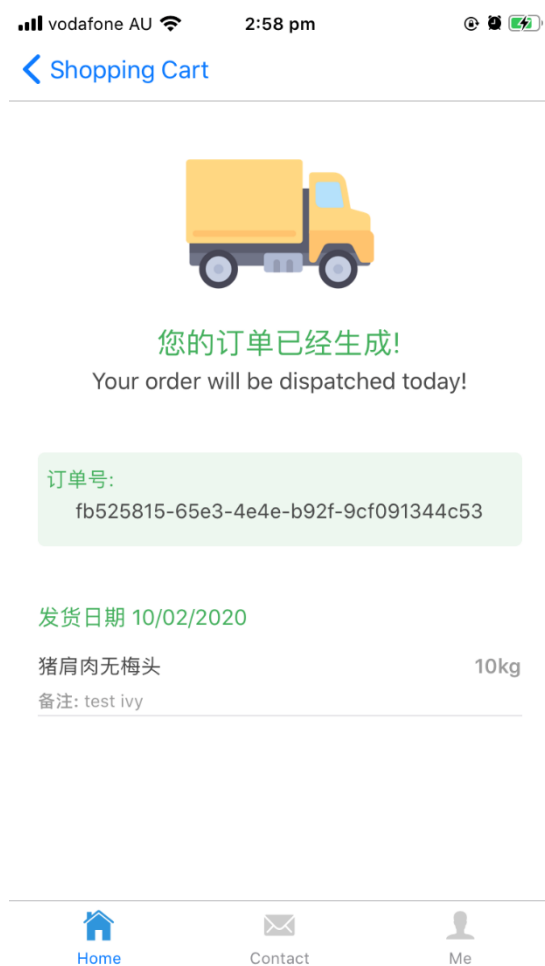 vodafone AU 2:58 pm
Shopping Cart
您的订单已经生成!
Your order will be dispatched today!
订单号:
fb525815-65e3-4e4e-b92f-9cf091344c53
发货日期 10/02/2020
猪肩肉无梅头 10kg
备注: test ivy
Home Contact Me